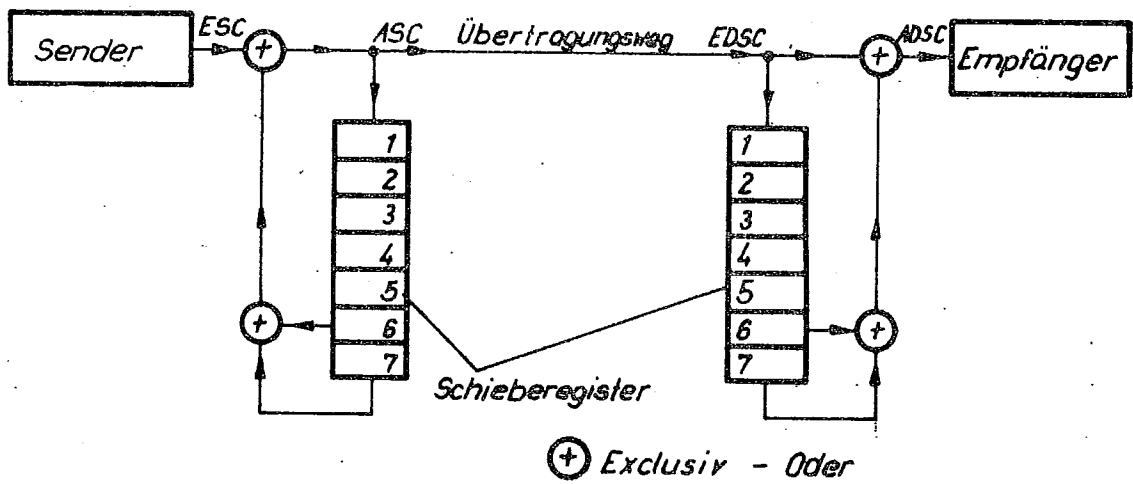 Sender
ESC
+
ASC
Übertragungsweg
EDSC
+
ADSC
Empfänger
1
2
3
4
5
6
7
+
1
2
3
4
5
6
7
+
Schieberegister
+ Exclusiv - Oder